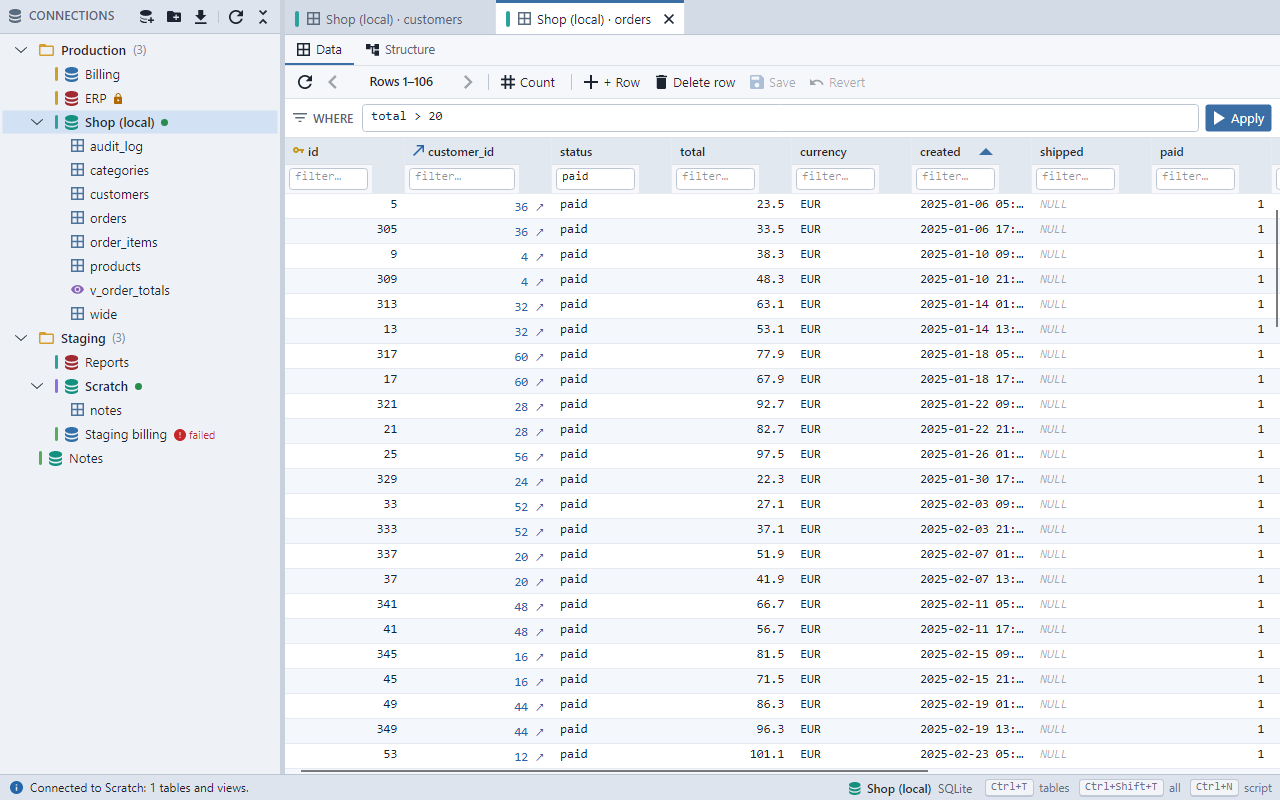 CONNECTIONS
Production (3)
Billing
ERP
Shop (local)
audit_log
categories
customers
orders
order_items
products
v_order_totals
wide
Staging (3)
Reports
Scratch
notes
Staging billing failed
Notes
Shop (local) · customers
Shop (local) · orders
Data Structure
Rows 1–106 Count + Row Delete row Save Revert
WHERE total > 20 Apply
id customer_id status total currency created shipped paid
filter… filter… paid filter… filter… filter… filter… filter…
5 36 ↗ paid 23.5 EUR 2025-01-06 05:… NULL 1
305 36 ↗ paid 33.5 EUR 2025-01-06 17:… NULL 1
9 4 ↗ paid 38.3 EUR 2025-01-10 09:… NULL 1
309 4 ↗ paid 48.3 EUR 2025-01-10 21:… NULL 1
313 32 ↗ paid 63.1 EUR 2025-01-14 01:… NULL 1
13 32 ↗ paid 53.1 EUR 2025-01-14 13:… NULL 1
317 60 ↗ paid 77.9 EUR 2025-01-18 05:… NULL 1
17 60 ↗ paid 67.9 EUR 2025-01-18 17:… NULL 1
321 28 ↗ paid 92.7 EUR 2025-01-22 09:… NULL 1
21 28 ↗ paid 82.7 EUR 2025-01-22 21:… NULL 1
25 56 ↗ paid 97.5 EUR 2025-01-26 01:… NULL 1
329 24 ↗ paid 22.3 EUR 2025-01-30 17:… NULL 1
33 52 ↗ paid 27.1 EUR 2025-02-03 09:… NULL 1
333 52 ↗ paid 37.1 EUR 2025-02-03 21:… NULL 1
337 20 ↗ paid 51.9 EUR 2025-02-07 01:… NULL 1
37 20 ↗ paid 41.9 EUR 2025-02-07 13:… NULL 1
341 48 ↗ paid 66.7 EUR 2025-02-11 05:… NULL 1
41 48 ↗ paid 56.7 EUR 2025-02-11 17:… NULL 1
345 16 ↗ paid 81.5 EUR 2025-02-15 09:… NULL 1
45 16 ↗ paid 71.5 EUR 2025-02-15 21:… NULL 1
49 44 ↗ paid 86.3 EUR 2025-02-19 01:… NULL 1
349 44 ↗ paid 96.3 EUR 2025-02-19 13:… NULL 1
53 12 ↗ paid 101.1 EUR 2025-02-23 05:… NULL 1
Connected to Scratch: 1 tables and views. Shop (local) SQLite Ctrl+T tables Ctrl+Shift+T all Ctrl+N script